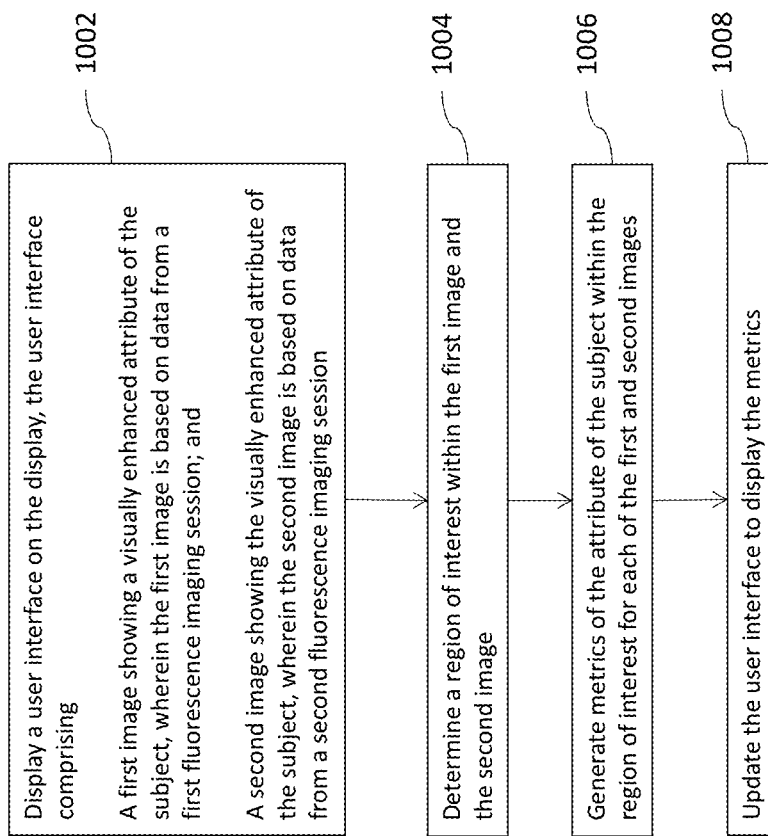 Display a user interface on the display, the user interface
comprising
A first image showing a visually enhanced attribute of the
subject, wherein the first image is based on data from a
first fluorescence imaging session; and
A second image showing the visually enhanced attribute of
the subject, wherein the second image is based on data
from a second fluorescence imaging session
1002
Determine a region of interest within the first image and
the second image
1004
Generate metrics of the attribute of the subject within the
region of interest for each of the first and second images
1006
Update the user interface to display the metrics
1008